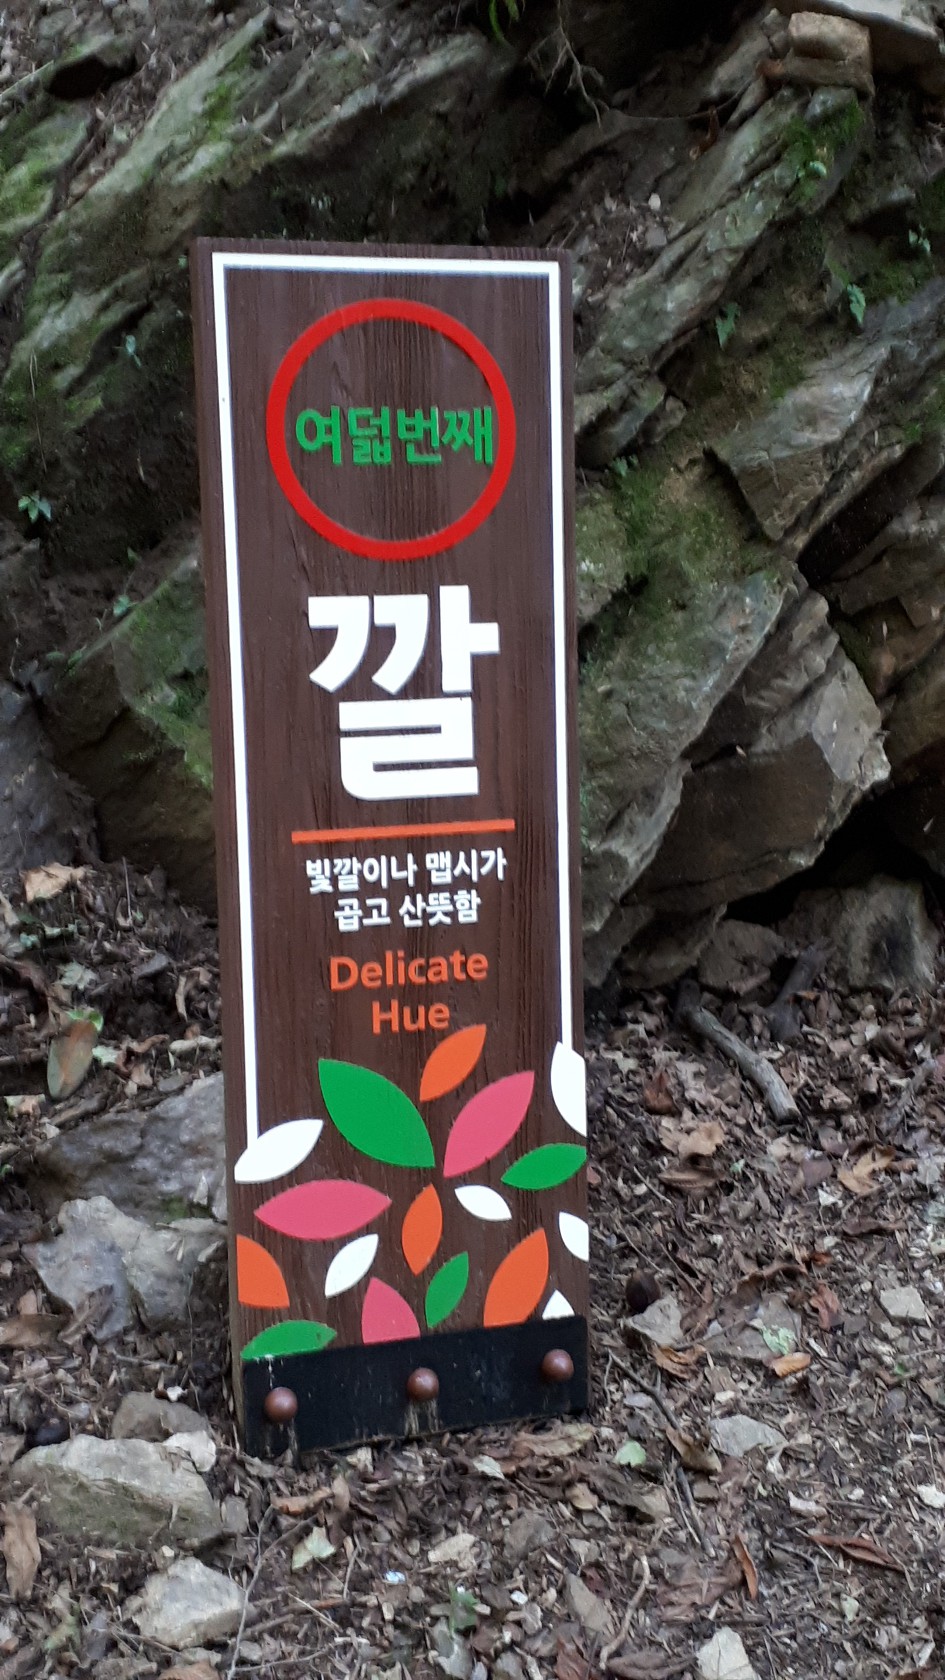 여덟번째
깔
빛깔이나 맵시가
곱고 산뜻함
Delicate
Hue